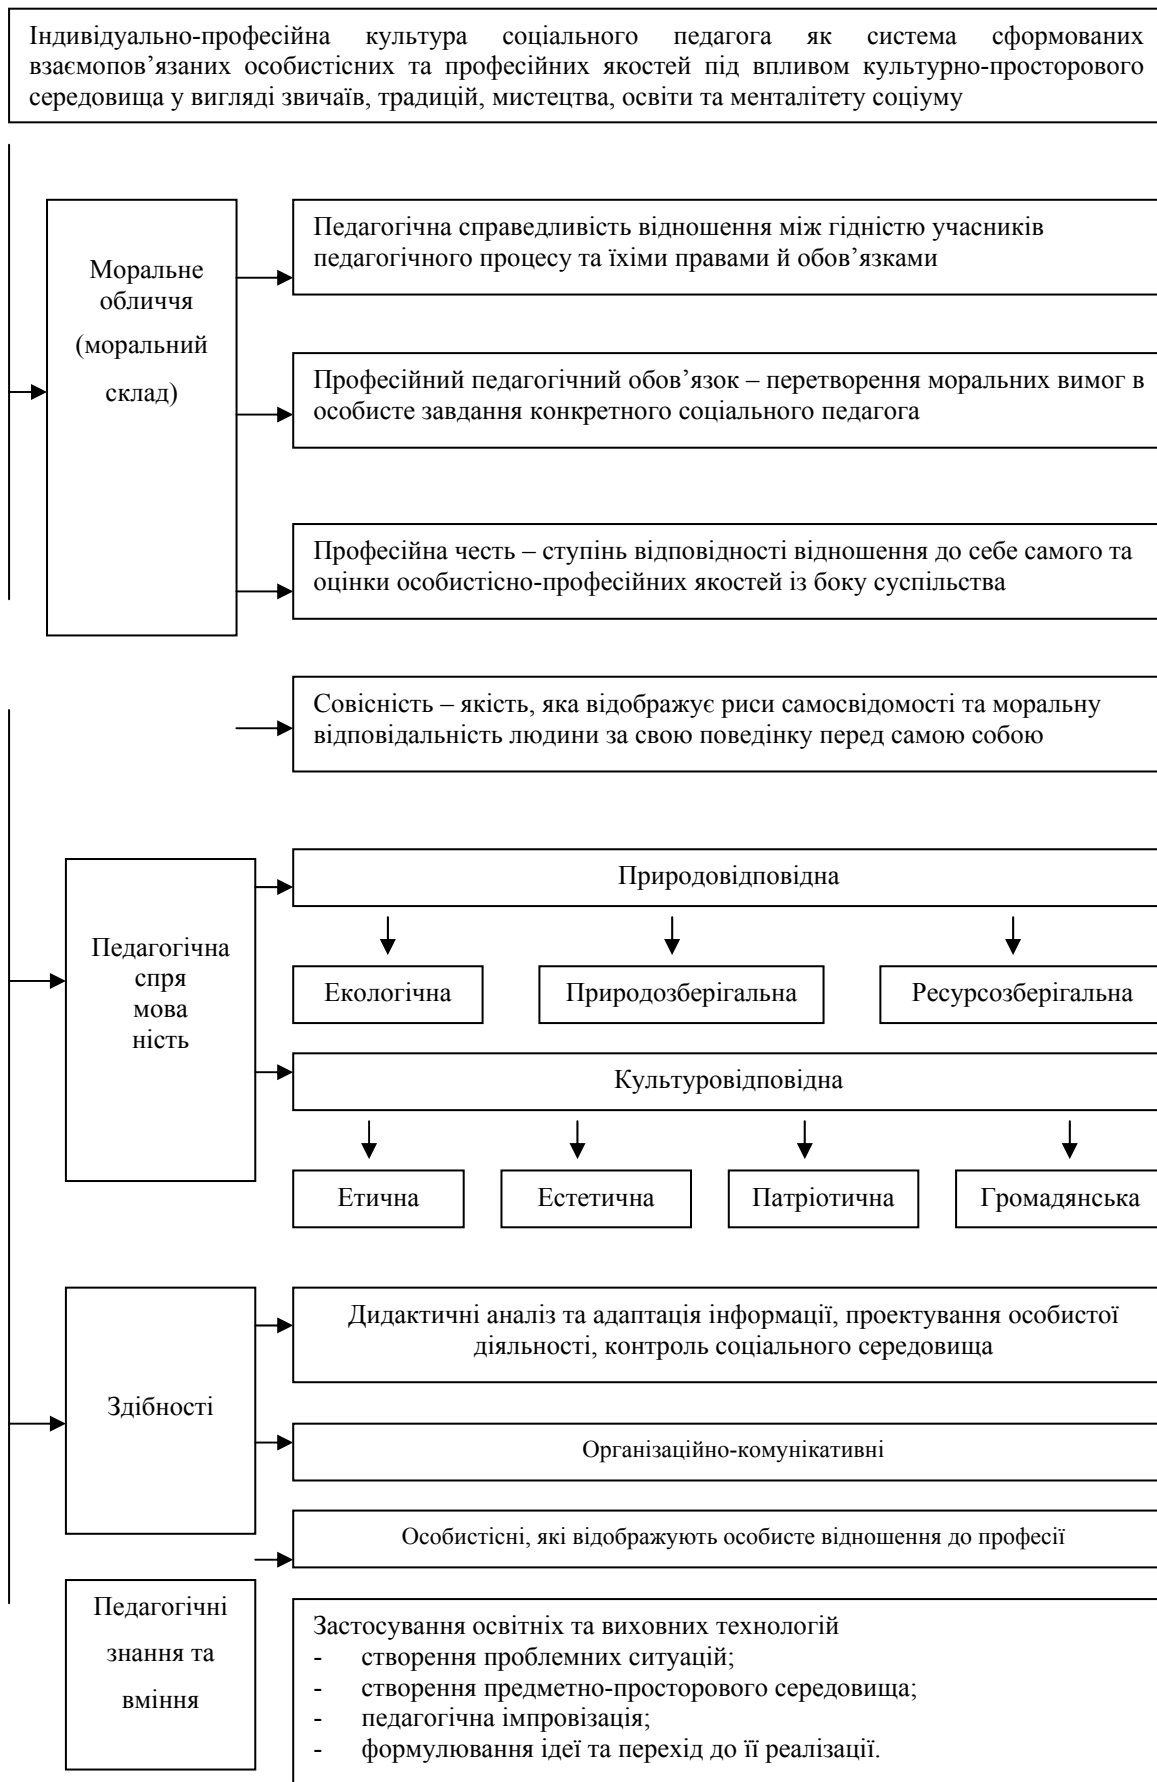 Індивідуально-професійна культура соціального педагога як система сформованих
взаємопов’язаних особистісних та професійних якостей під впливом культурно-просторового
середовища у вигляді звичаїв, традицій, мистецтва, освіти та менталітету соціуму
Моральне
обличчя
(моральний
склад)
Педагогічна справедливість відношення між гідністю учасників
педагогічного процесу та їхіми правами й обов’язками
Професійний педагогічний обов’язок – перетворення моральних вимог в
особисте завдання конкретного соціального педагога
Професійна честь – ступінь відповідності відношення до себе самого та
оцінки особистісно-професійних якостей із боку суспільства
Совісність – якість, яка відображує риси самосвідомості та моральну
відповідальність людини за свою поведінку перед самою собою
Педагогічна
спря
мова
ність
Природовідповідна
Екологічна
Природозберігальна
Ресурсозберігальна
Культуровідповідна
Етична
Естетична
Патріотична
Громадянська
Здібності
Дидактичні аналіз та адаптація інформації, проектування особистої
діяльності, контроль соціального середовища
Організаційно-комунікативні
Особистісні, які відображують особисте відношення до професії
Педагогічні
знання та
вміння
Застосування освітніх та виховних технологій
- створення проблемних ситуацій;
- створення предметно-просторового середовища;
- педагогічна імпровізація;
- формулювання ідеї та перехід до її реалізації.